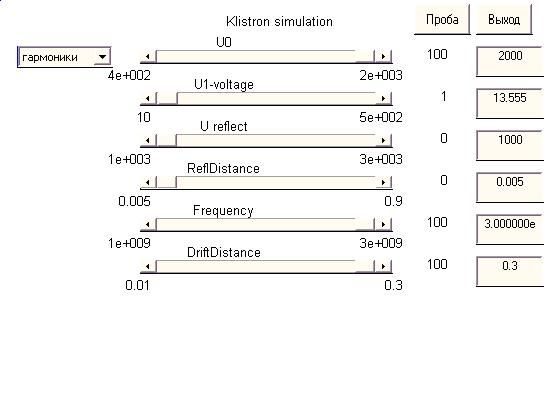 Klistron simulation
Проба
Выход
гармоники
U0
100
2000
4e+002
2e+003
U1-voltage
1
13.555
10
5e+002
U reflect
0
1000
1e+003
3e+003
ReflDistance
0
0.005
0.005
0.9
Frequency
100
3.000000e
1e+009
3e+009
DriftDistance
100
0.3
0.01
0.3